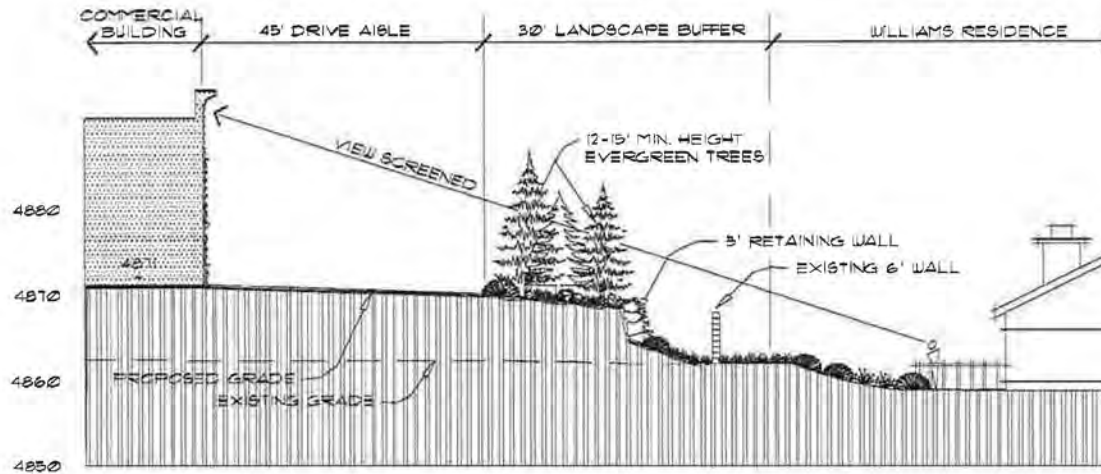 COMMERCIAL
BUILDING
45' DRIVE AISLE
30' LANDSCAPE BUFFER
WILLIAMS RESIDENCE
12-15' MIN. HEIGHT
EVERGREEN TREES
VIEW SCREENED
4880
3' RETAINING WALL
EXISTING 6' WALL
4871
4870
PROPOSED GRADE
4860
EXISTING GRADE
4850